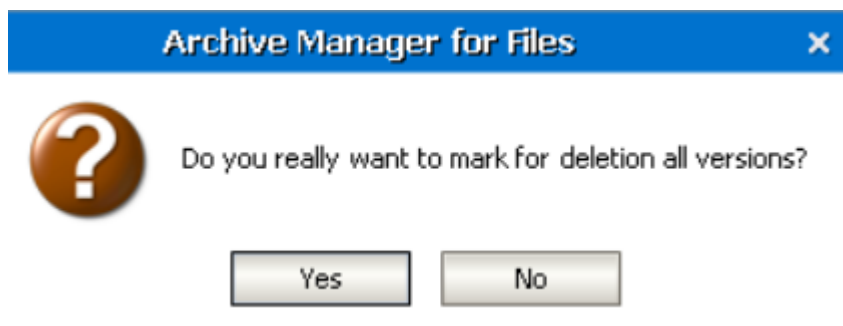 Archive Manager for Files
Do you really want to mark for deletion all versions?
Yes
No